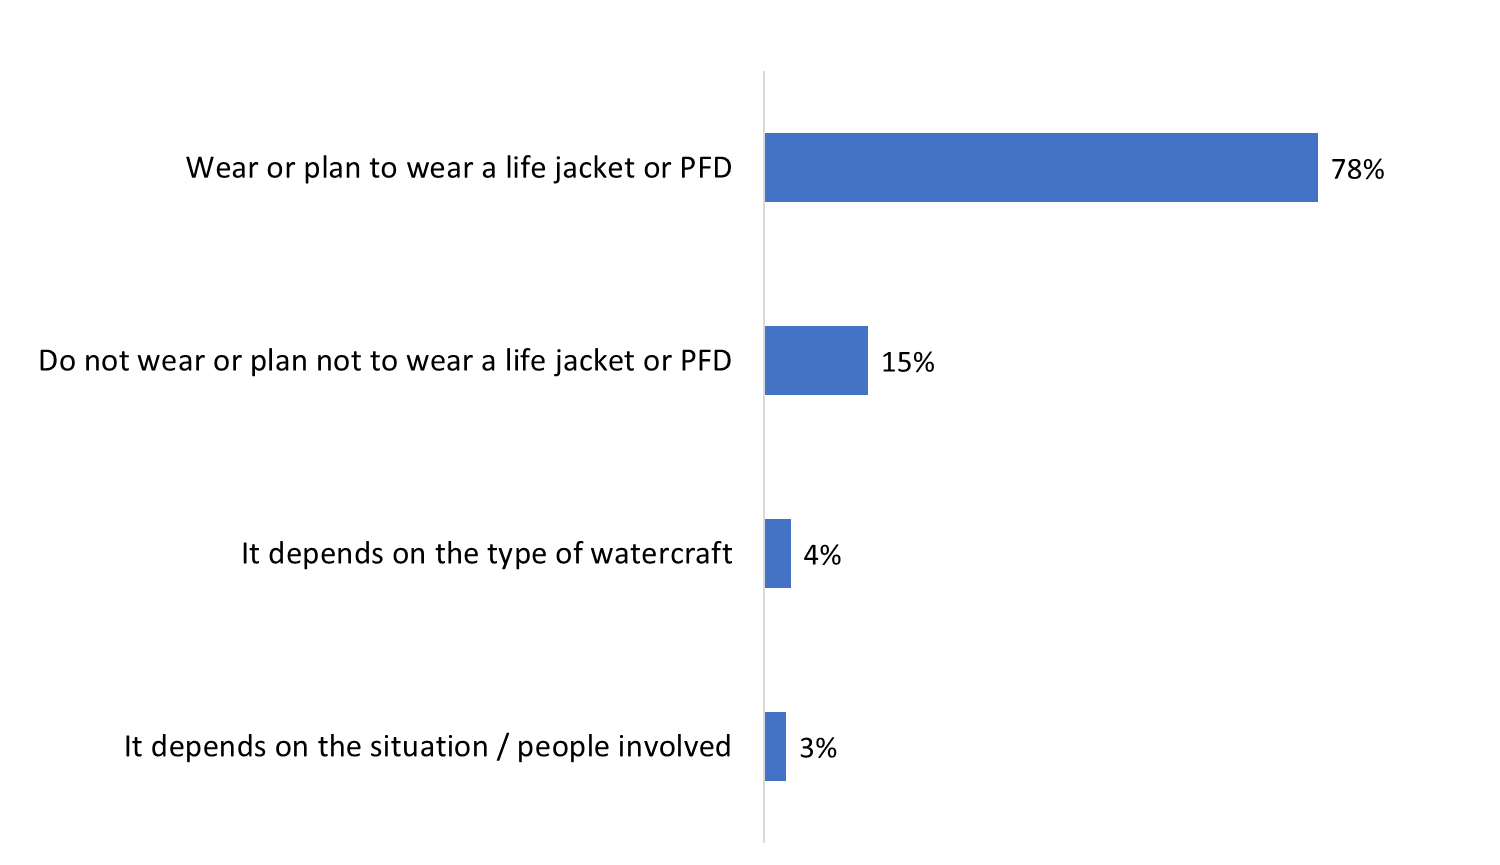 Wear or plan to wear a life jacket or PFD 78%
Do not wear or plan not to wear a life jacket or PFD 15%
It depends on the type of watercraft 4%
It depends on the situation / people involved 3%